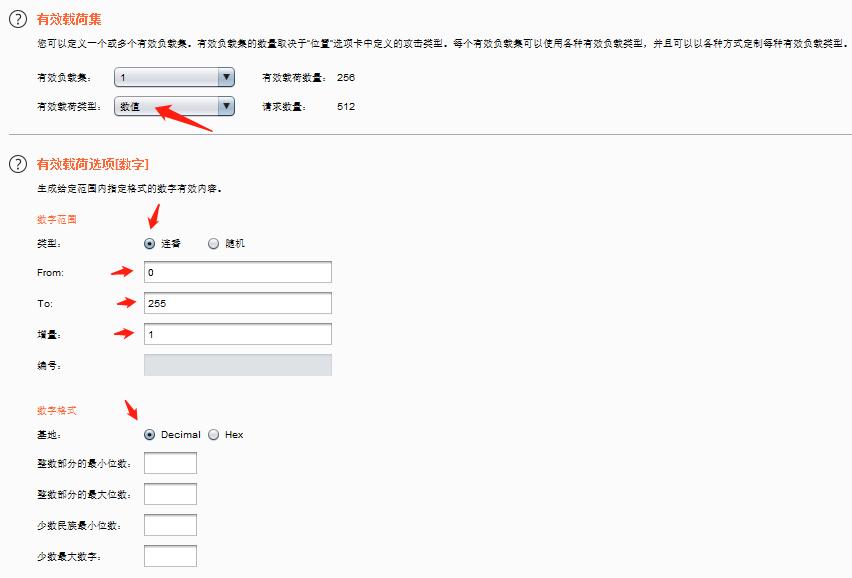 有效载荷集
您可以定义一个或多个有效负载集。有效负载集的数量取决于“位置”选项卡中定义的攻击类型。每个有效负载集可以使用各种有效负载类型，并且可以以各种方式定制每种有效负载类型。
有效负载集： 1 有效载荷数量： 256
有效载荷类型： 数值 请求数量： 512
有效载荷选项[数字]
生成给定范围内指定格式的数字有效内容。
数字范围
类型： 连番 随机
From: 0
To: 255
增量： 1
编号：
数字格式
基地： Decimal Hex
整数部分的最小位数：
整数部分的最大位数：
少数民族最小位数：
少数最大数字：